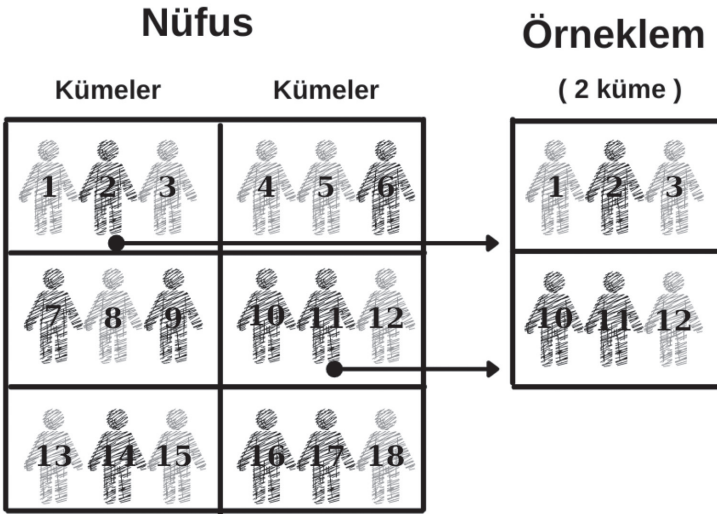 Nüfus
Örneklem
Kümeler Kümeler ( 2 küme )
1 2 3 4 5 6 1 2 3
7 8 9 10 11 12 10 11 12
13 14 15 16 17 18